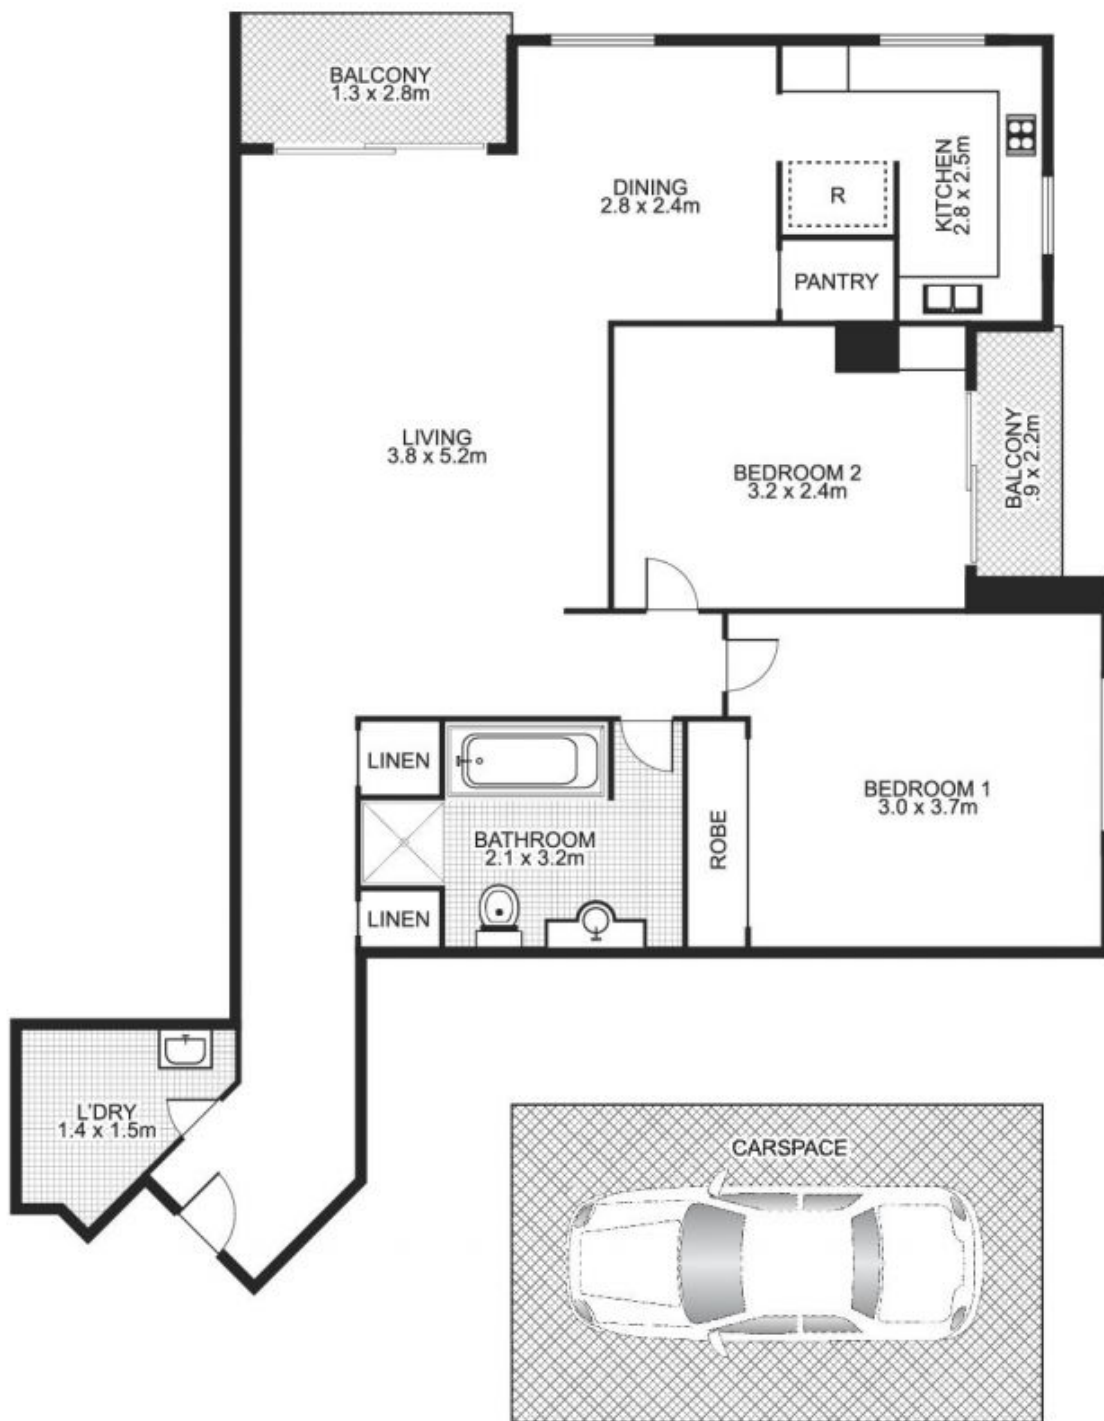 BALCONY
1.3 x 2.8m
DINING
2.8 x 2.4m
R
KITCHEN
2.8 x 2.5m
PANTRY
LIVING
3.8 x 5.2m
BEDROOM 2
3.2 x 2.4m
BALCONY
.9 x 2.2m
LINEN
BATHROOM
2.1 x 3.2m
LINEN
ROBE
BEDROOM 1
3.0 x 3.7m
L'DRY
1.4 x 1.5m
CARSPACE